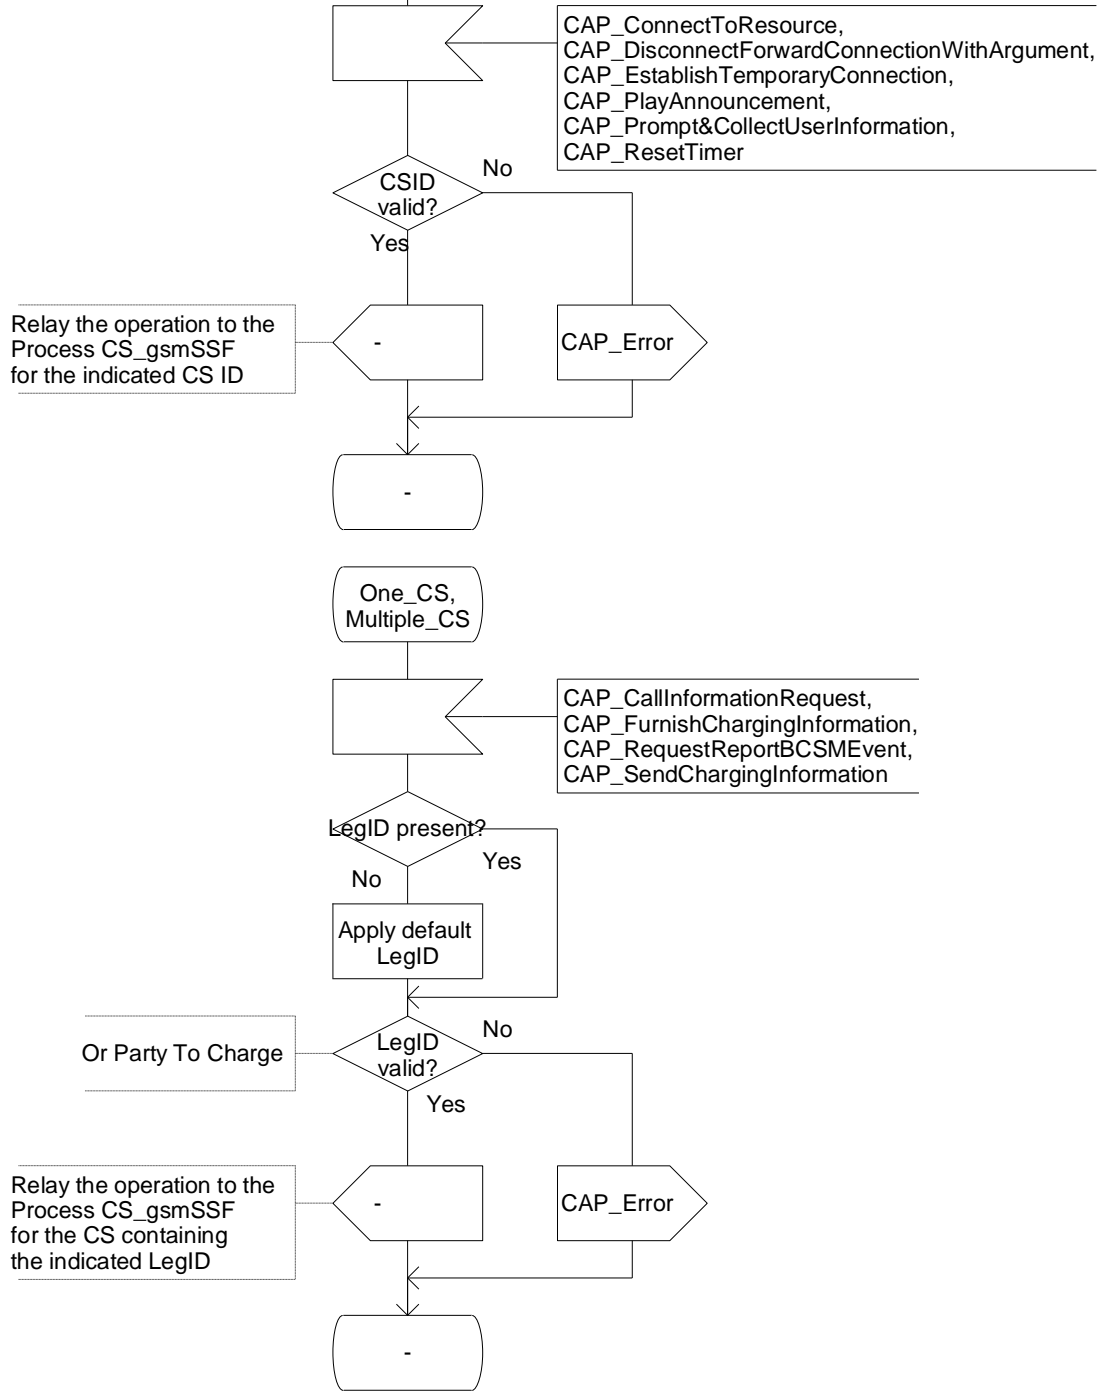 CAP_ConnectToResource,
CAP_DisconnectForwardConnectionWithArgument,
CAP_EstablishTemporaryConnection,
CAP_PlayAnnouncement,
CAP_Prompt&CollectUserInformation,
CAP_ResetTimer
No
CSID
valid?
Yes
Relay the operation to the
Process CS_gsmSSF
for the indicated CS ID
-
CAP_Error
-
One_CS,
Multiple_CS
CAP_CallInformationRequest,
CAP_FurnishChargingInformation,
CAP_RequestReportBCSMEvent,
CAP_SendChargingInformation
LegID present?
Yes
No
Apply default
LegID
No
Or Party To Charge
LegID
valid?
Yes
Relay the operation to the
Process CS_gsmSSF
for the CS containing
the indicated LegID
-
CAP_Error
-